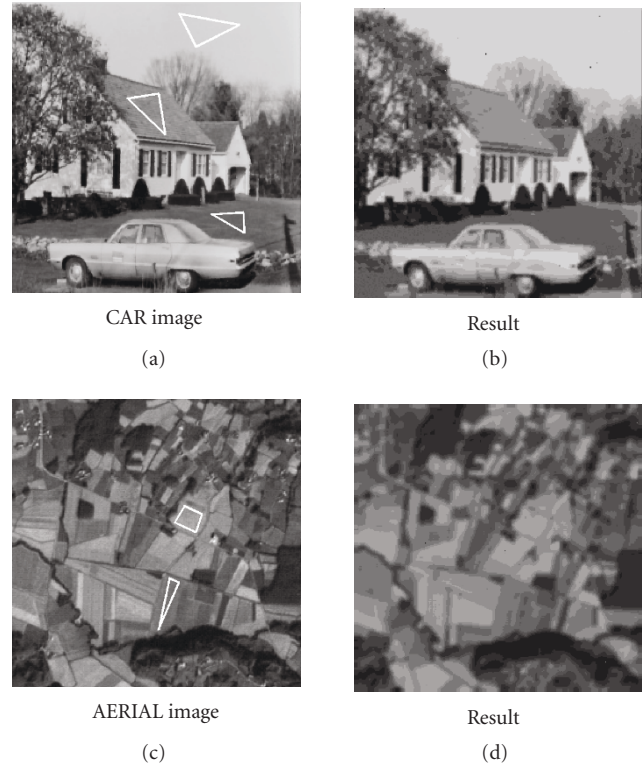 CAR image
Result
(a)
(b)
AERIAL image
Result
(c)
(d)